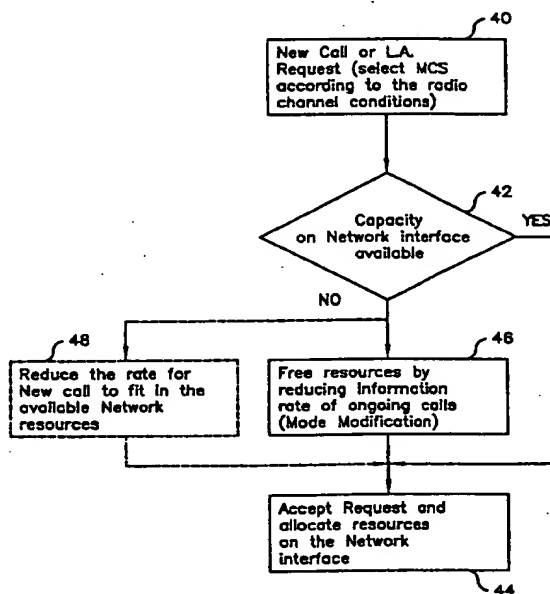 40
New Call or L.A.
Request (select MCS
according to the radio
channel conditions)
42
Capacity
on Network interface
available
YES
NO
48
Reduce the rate for
New call to fit in the
available Network
resources
46
Free resources by
reducing information
rate of ongoing calls
(Mode Modification)
Accept Request and
allocate resources
on the Network
interface
44